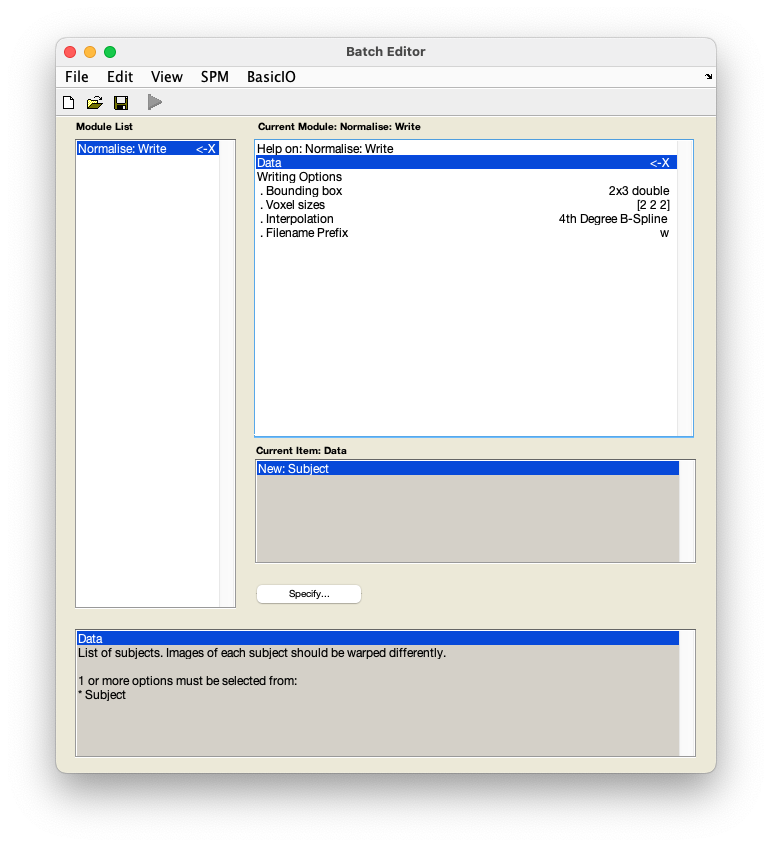 Batch Editor
File Edit View SPM BasicIO
Module List
Normalise: Write <-X
Current Module: Normalise: Write
Help on: Normalise: Write
Data <-X
Writing Options
. Bounding box 2x3 double
. Voxel sizes [2 2 2]
. Interpolation 4th Degree B-Spline
. Filename Prefix w
Current Item: Data
New: Subject
Specify...
Data
List of subjects. Images of each subject should be warped differently.
1 or more options must be selected from:
* Subject